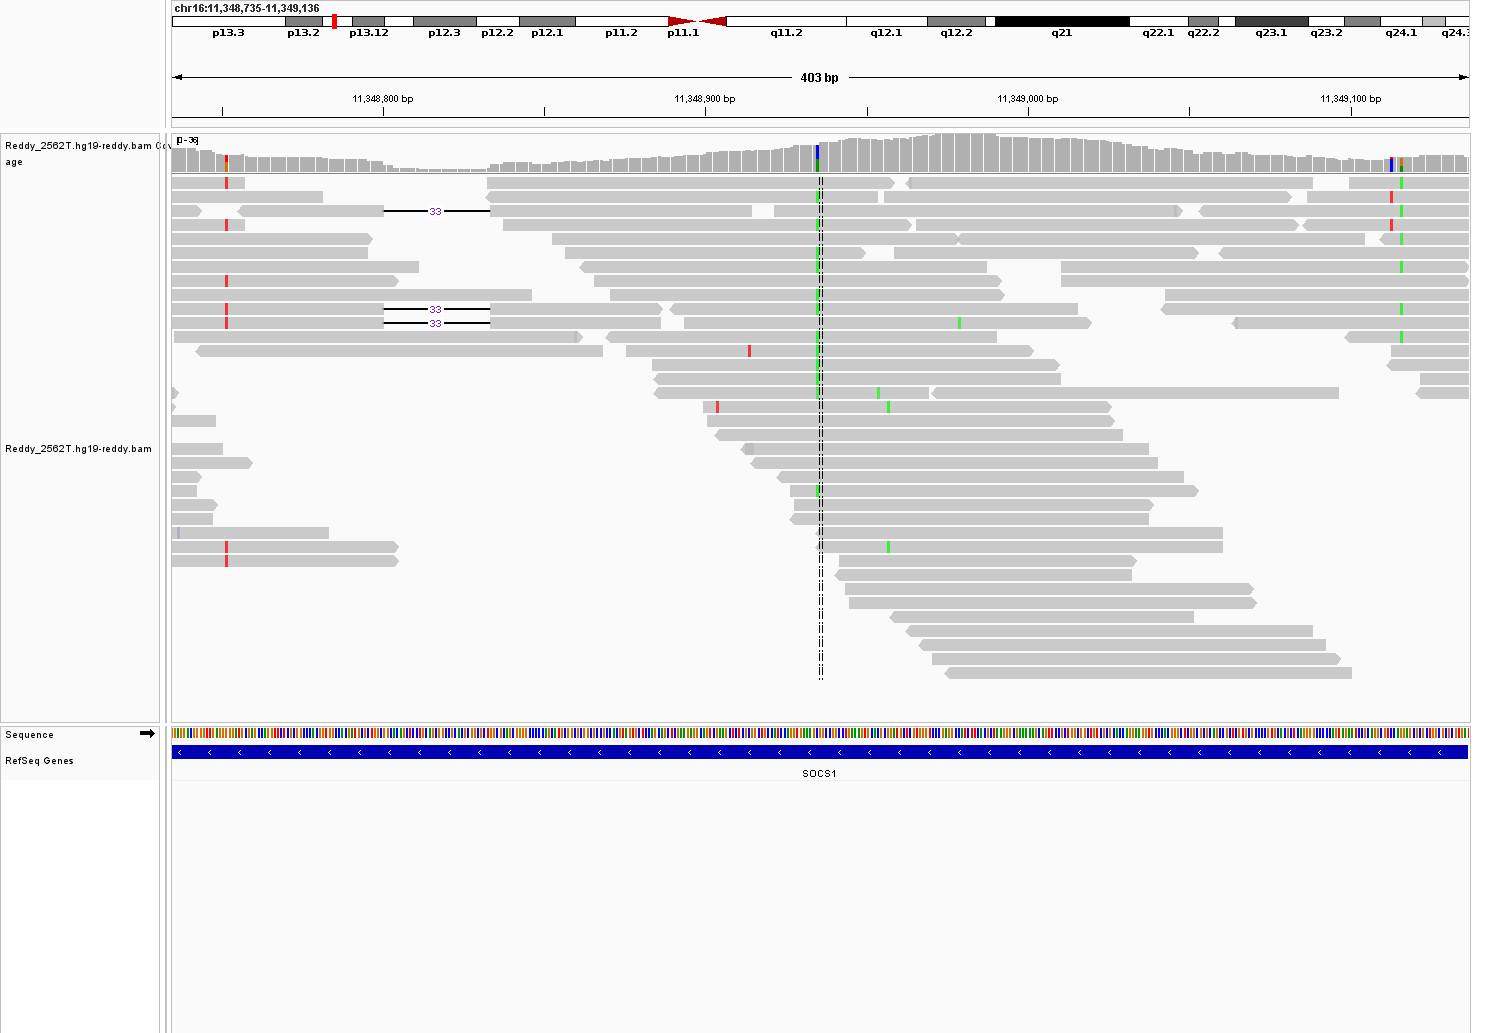 chr16:11,348,735-11,349,136
p13.3 p13.2 p13.12 p12.3 p12.2 p12.1 p11.2 p11.1 q11.2 q12.1 q12.2 q21 q22.1 q22.2 q23.1 q23.2 q24.1 q24.3
403 bp
11,348,800 bp 11,348,900 bp 11,349,000 bp 11,349,100 bp
Reddy_2562T.hg19-reddy.bam Cov
age
[0-36]
33
33
33
Reddy_2562T.hg19-reddy.bam
Sequence
RefSeq Genes
SOCS1